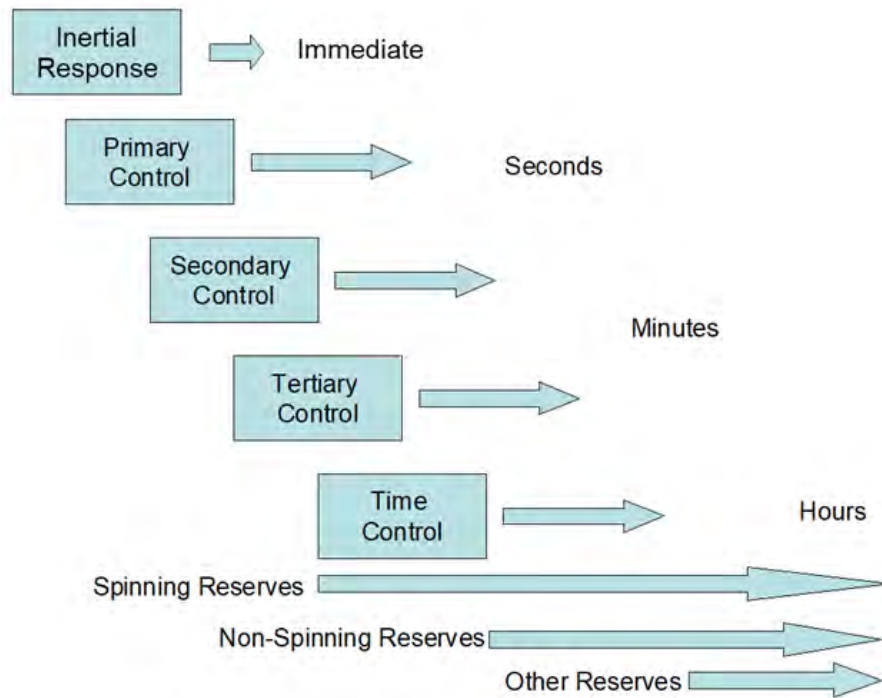 Inertial
Response
Immediate
Primary
Control
Seconds
Secondary
Control
Minutes
Tertiary
Control
Time
Control
Hours
Spinning Reserves
Non-Spinning Reserves
Other Reserves